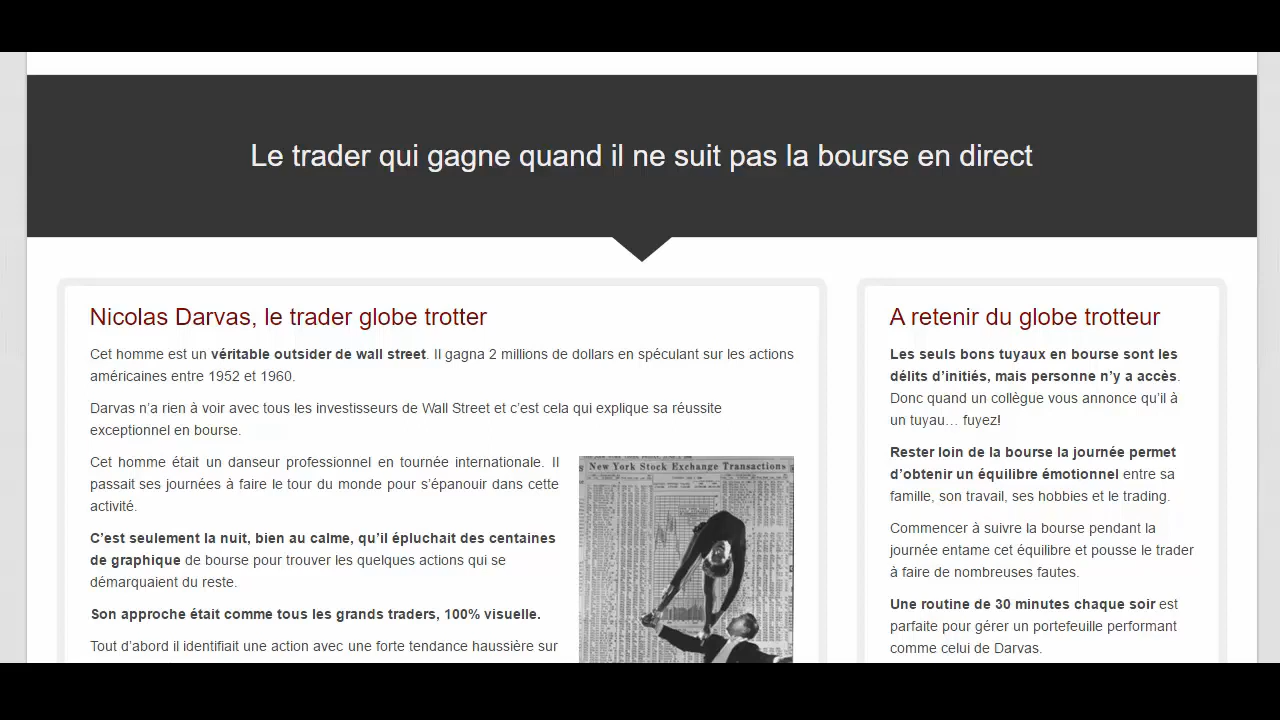 Le trader qui gagne quand il ne suit pas la bourse en direct
Nicolas Darvas, le trader globe trotter
Cet homme est un véritable outsider de wall street. Il gagna 2 millions de dollars en spéculant sur les actions
américaines entre 1952 et 1960.
Darvas n’a rien à voir avec tous les investisseurs de Wall Street et c’est cela qui explique sa réussite
exceptionnel en bourse.
Cet homme était un danseur professionnel en tournée internationale. Il
passait ses journées à faire le tour du monde pour s’épanouir dans cette
activité.
C’est seulement la nuit, bien au calme, qu’il épluchait des centaines
de graphique de bourse pour trouver les quelques actions qui se
démarquaient du reste.
Son approche était comme tous les grands traders, 100% visuelle.
Tout d’abord il identifiait une action avec une forte tendance haussière sur
New York Stock Exchange Transactions
A retenir du globe trotteur
Les seuls bons tuyaux en bourse sont les
délits d’initiés, mais personne n’y a accès.
Donc quand un collègue vous annonce qu’il à
un tuyau… fuyez!
Rester loin de la bourse la journée permet
d’obtenir un équilibre émotionnel entre sa
famille, son travail, ses hobbies et le trading.
Commencer à suivre la bourse pendant la
journée entame cet équilibre et pousse le trader
à faire de nombreuses fautes.
Une routine de 30 minutes chaque soir est
parfaite pour gérer un portefeuille performant
comme celui de Darvas.